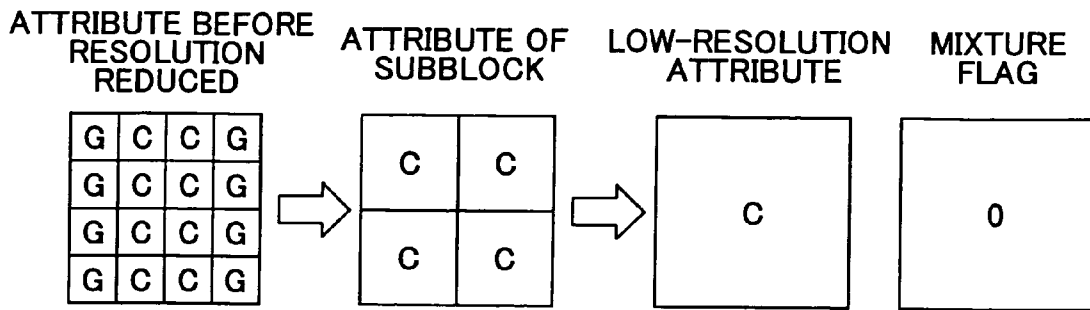 ATTRIBUTE BEFORE
RESOLUTION
REDUCED
ATTRIBUTE OF
SUBBLOCK
LOW-RESOLUTION
ATTRIBUTE
MIXTURE
FLAG
G C C G
G C C G
G C C G
G C C G
C C
C C
C
0